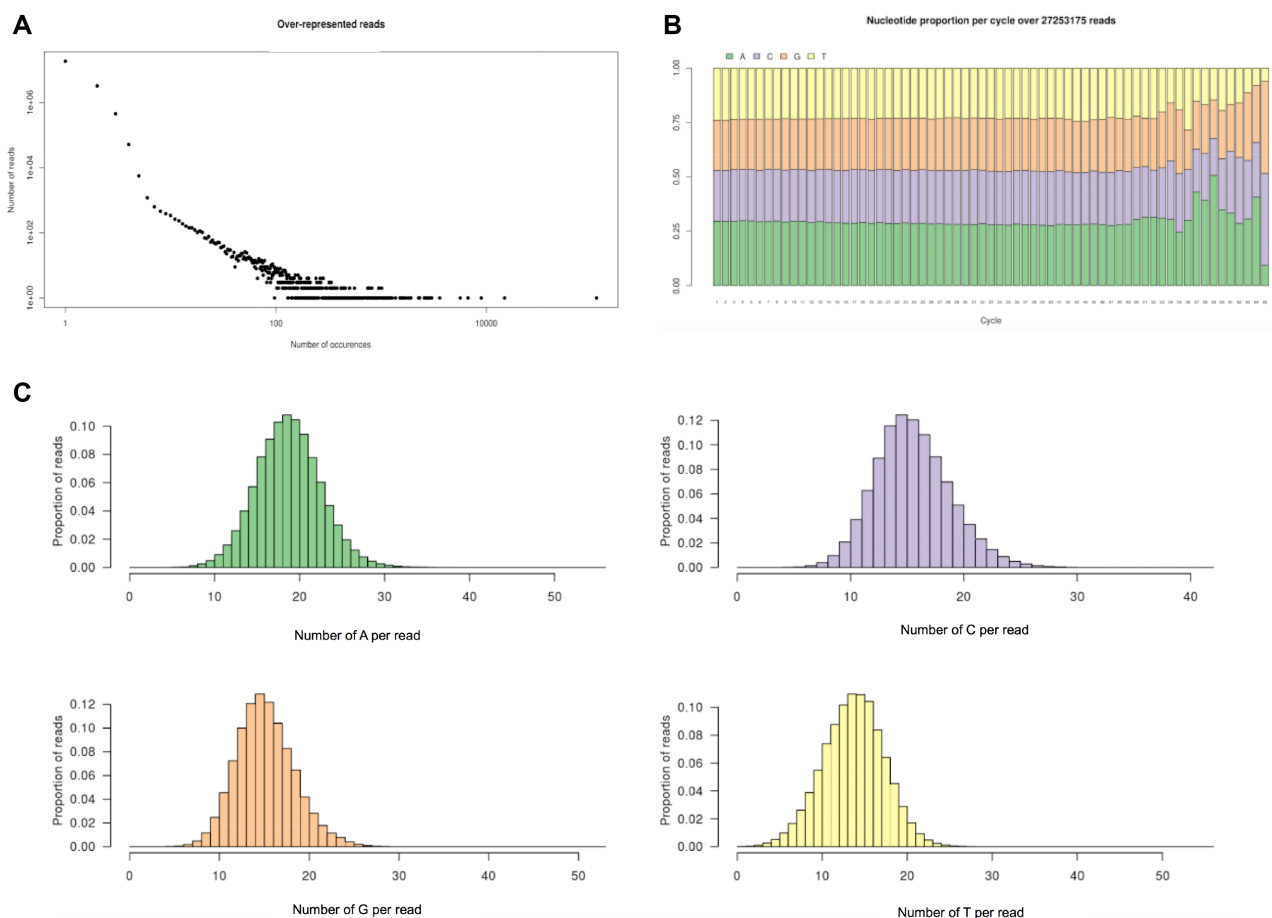 A
Over-represented reads
Number of reads
1e+06
1e+04
1e+02
1e+00
1
100
10000
Number of occurences
B
Nucleotide proportion per cycle over 27253175 reads
A C G T
1.00
0.75
0.50
0.25
0.00
Cycle
C
Proportion of reads
0.10
0.08
0.06
0.04
0.02
0.00
0 10 20 30 40 50
Number of A per read
Proportion of reads
0.12
0.10
0.08
0.06
0.04
0.02
0.00
0 10 20 30 40
Number of C per read
Proportion of reads
0.12
0.10
0.08
0.06
0.04
0.02
0.00
0 10 20 30 40 50
Number of G per read
Proportion of reads
0.10
0.08
0.06
0.04
0.02
0.00
0 10 20 30 40 50
Number of T per read